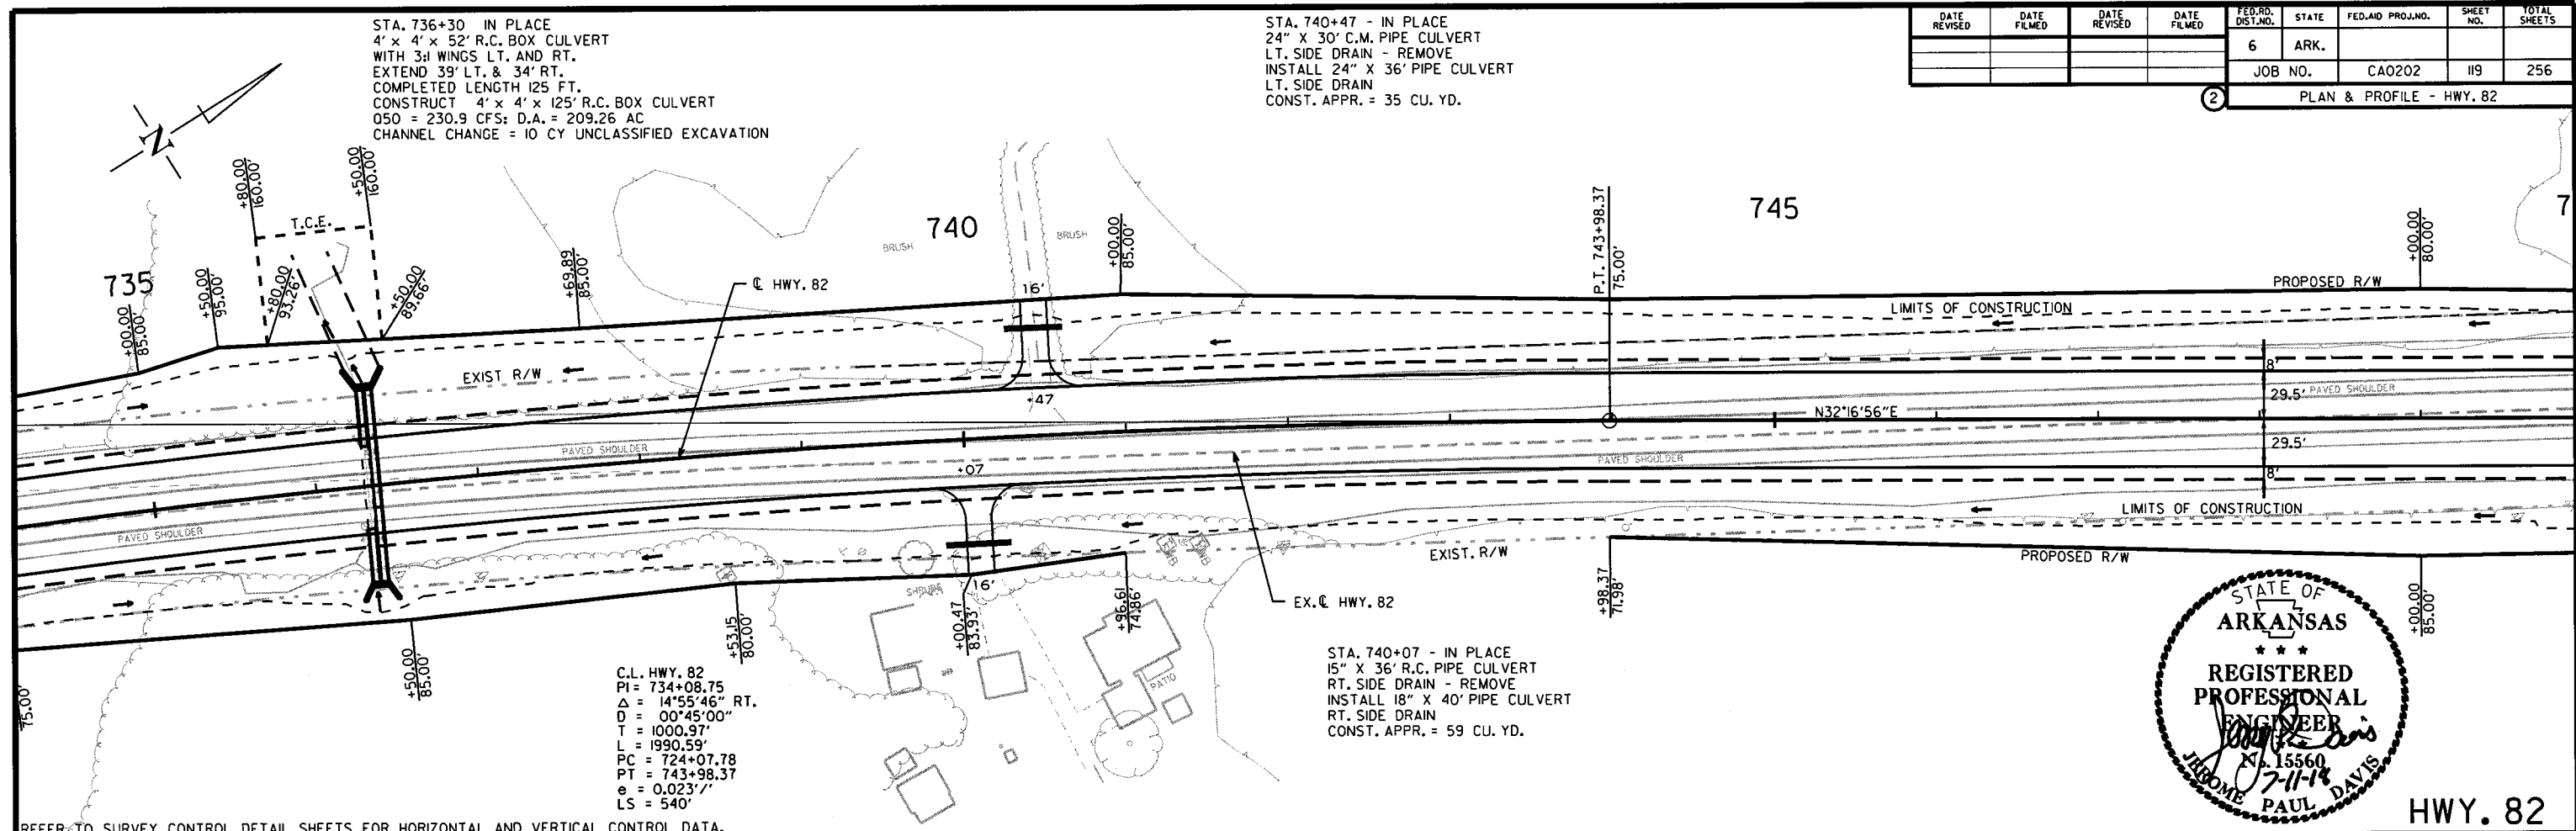 STA. 736+30 IN PLACE
4' x 4' x 52' R.C. BOX CULVERT
WITH 3:1 WINGS LT. AND RT.
EXTEND 39' LT. & 34' RT.
COMPLETED LENGTH 125 FT.
CONSTRUCT 4' x 4' x 125' R.C. BOX CULVERT
Q50 = 230.9 CFS; D.A. = 209.26 AC
CHANNEL CHANGE = 10 CY UNCLASSIFIED EXCAVATION
STA. 740+47 - IN PLACE
24" X 30' C.M. PIPE CULVERT
LT. SIDE DRAIN - REMOVE
INSTALL 24" X 36' PIPE CULVERT
LT. SIDE DRAIN
CONST. APPR. = 35 CU. YD.
DATE REVISED
DATE FILMED
DATE REVISED
DATE FILMED
FED.RD. DIST.NO.
STATE
FED.AID PROJ.NO.
SHEET NO.
TOTAL SHEETS
6
ARK.
JOB NO.
CA0202
119
256
2
PLAN & PROFILE - HWY. 82
N
+80.00
160.00'
+50.00
160.00'
T.C.E.
735
740
745
7
BRUSH
BRUSH
+00.00
85.00'
+50.00
95.00'
+80.00
93.26'
+50.00
89.66'
+69.89
85.00'
℄ HWY. 82
16'
+00.00
85.00'
P.T. 743+98.37
75.00'
+00.00
80.00'
PROPOSED R/W
LIMITS OF CONSTRUCTION
EXIST R/W
+47
8'
29.5'
PAVED SHOULDER
N32°16'56"E
PAVED SHOULDER
+07
29.5'
PAVED SHOULDER
8'
PAVED SHOULDER
LIMITS OF CONSTRUCTION
EXIST. R/W
PROPOSED R/W
SHRUBS
16'
EX.℄ HWY. 82
PATIO
75.00'
+50.00
85.00'
+53.15
80.00'
+00.47
83.93'
+96.61
74.86'
+98.37
71.98'
+00.00
85.00'
C.L. HWY. 82
PI = 734+08.75
Δ = 14°55'46" RT.
D = 00°45'00"
T = 1000.97'
L = 1990.59'
PC = 724+07.78
PT = 743+98.37
e = 0.023'/'
LS = 540'
STA. 740+07 - IN PLACE
15" X 36' R.C. PIPE CULVERT
RT. SIDE DRAIN - REMOVE
INSTALL 18" X 40' PIPE CULVERT
RT. SIDE DRAIN
CONST. APPR. = 59 CU. YD.
STATE OF
ARKANSAS
★ ★ ★
REGISTERED
PROFESSIONAL
ENGINEER
No. 15560
7-11-18
JEROME PAUL DAVIS
HWY. 82
REFER TO SURVEY CONTROL DETAIL SHEETS FOR HORIZONTAL AND VERTICAL CONTROL DATA.